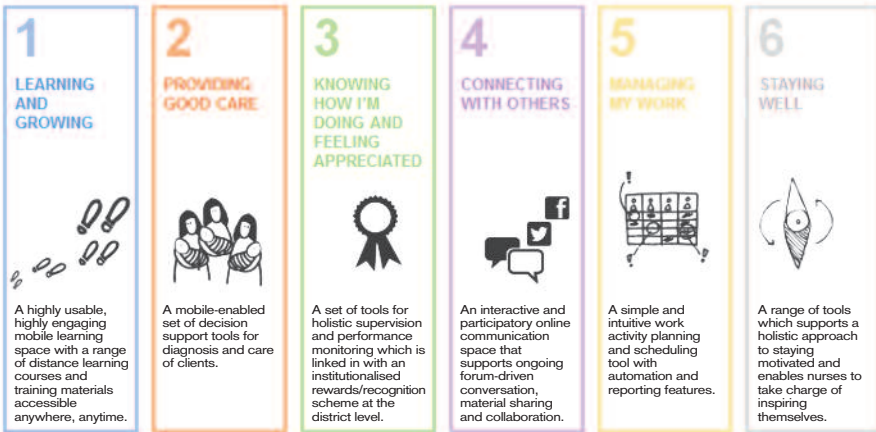 1
LEARNING
AND
GROWING
A highly usable,
highly engaging
mobile learning
space with a range
of distance learning
courses and
training materials
accessible
anywhere, anytime.
2
PROVIDING
GOOD CARE
A mobile-enabled
set of decision
support tools for
diagnosis and care
of clients.
3
KNOWING
HOW I'M
DOING AND
FEELING
APPRECIATED
A set of tools for
holistic supervision
and performance
monitoring which is
linked in with an
institutionalised
rewards/recognition
scheme at the
district level.
4
CONNECTING
WITH OTHERS
An interactive and
participatory online
communication
space that
supports ongoing
forum-driven
conversation,
material sharing
and collaboration.
5
MANAGING
MY WORK
A simple and
intuitive work
activity planning
and scheduling
tool with
automation and
reporting features.
6
STAYING
WELL
A range of tools
which supports a
holistic approach
to staying
motivated and
enables nurses to
take charge of
inspiring
themselves.